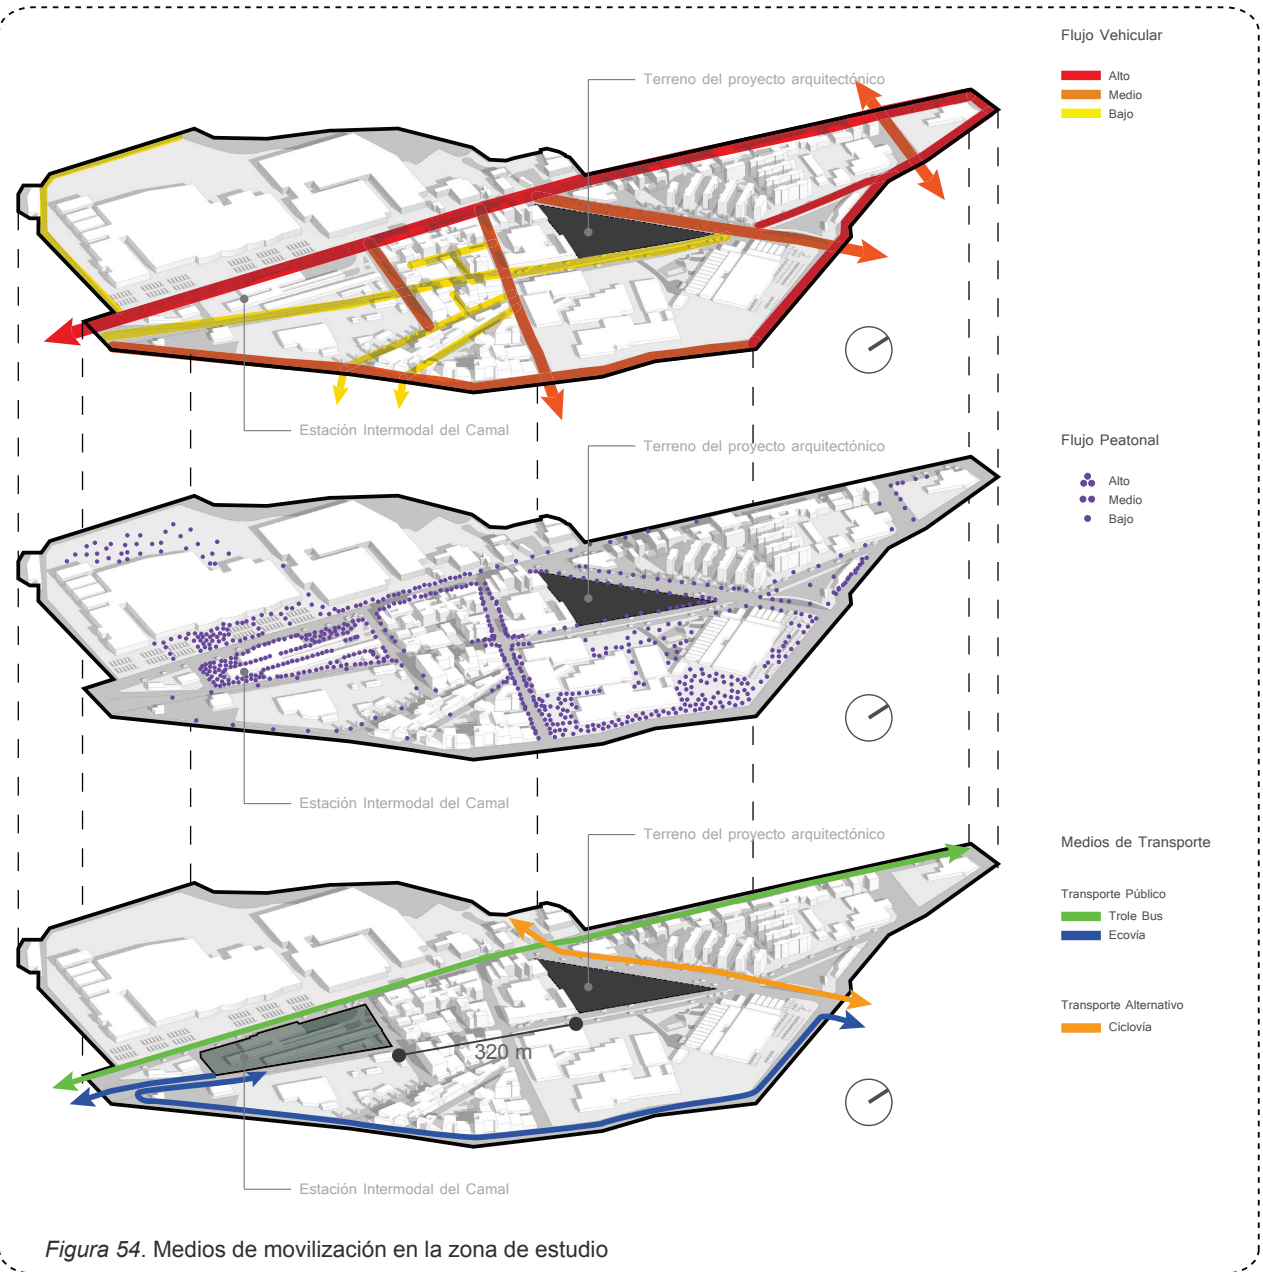 Flujo Vehicular
Terreno del proyecto arquitectónico
Alto
Medio
Bajo
Estación Intermodal del Camal
Terreno del proyecto arquitectónico
Flujo Peatonal
Alto
Medio
Bajo
Estación Intermodal del Camal
Terreno del proyecto arquitectónico
Medios de Transporte
Transporte Público
Trole Bus
Ecovía
Transporte Alternativo
Ciclovía
320 m
Estación Intermodal del Camal
Figura 54. Medios de movilización en la zona de estudio